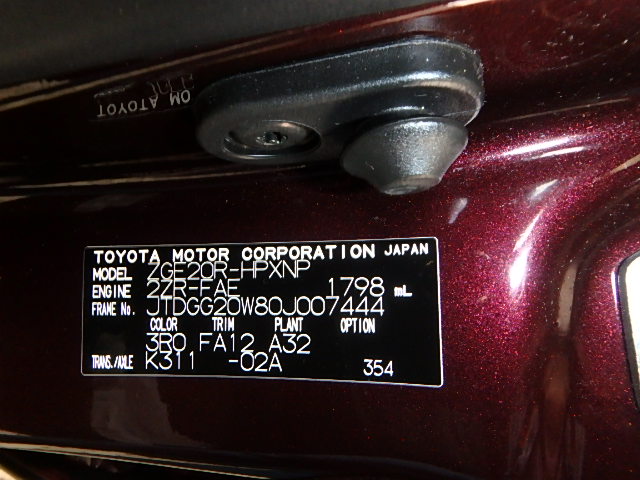 TOYOTA MOTOR CORPORATION JAPAN
MODEL ZGE20R-HPXNP
ENGINE 2ZR-FAE 1798 mL
FRAME No. JTDGG20W80J007444
COLOR TRIM PLANT OPTION
3R0 FA12 A32
TRANS./AXLE K311 -02A 354